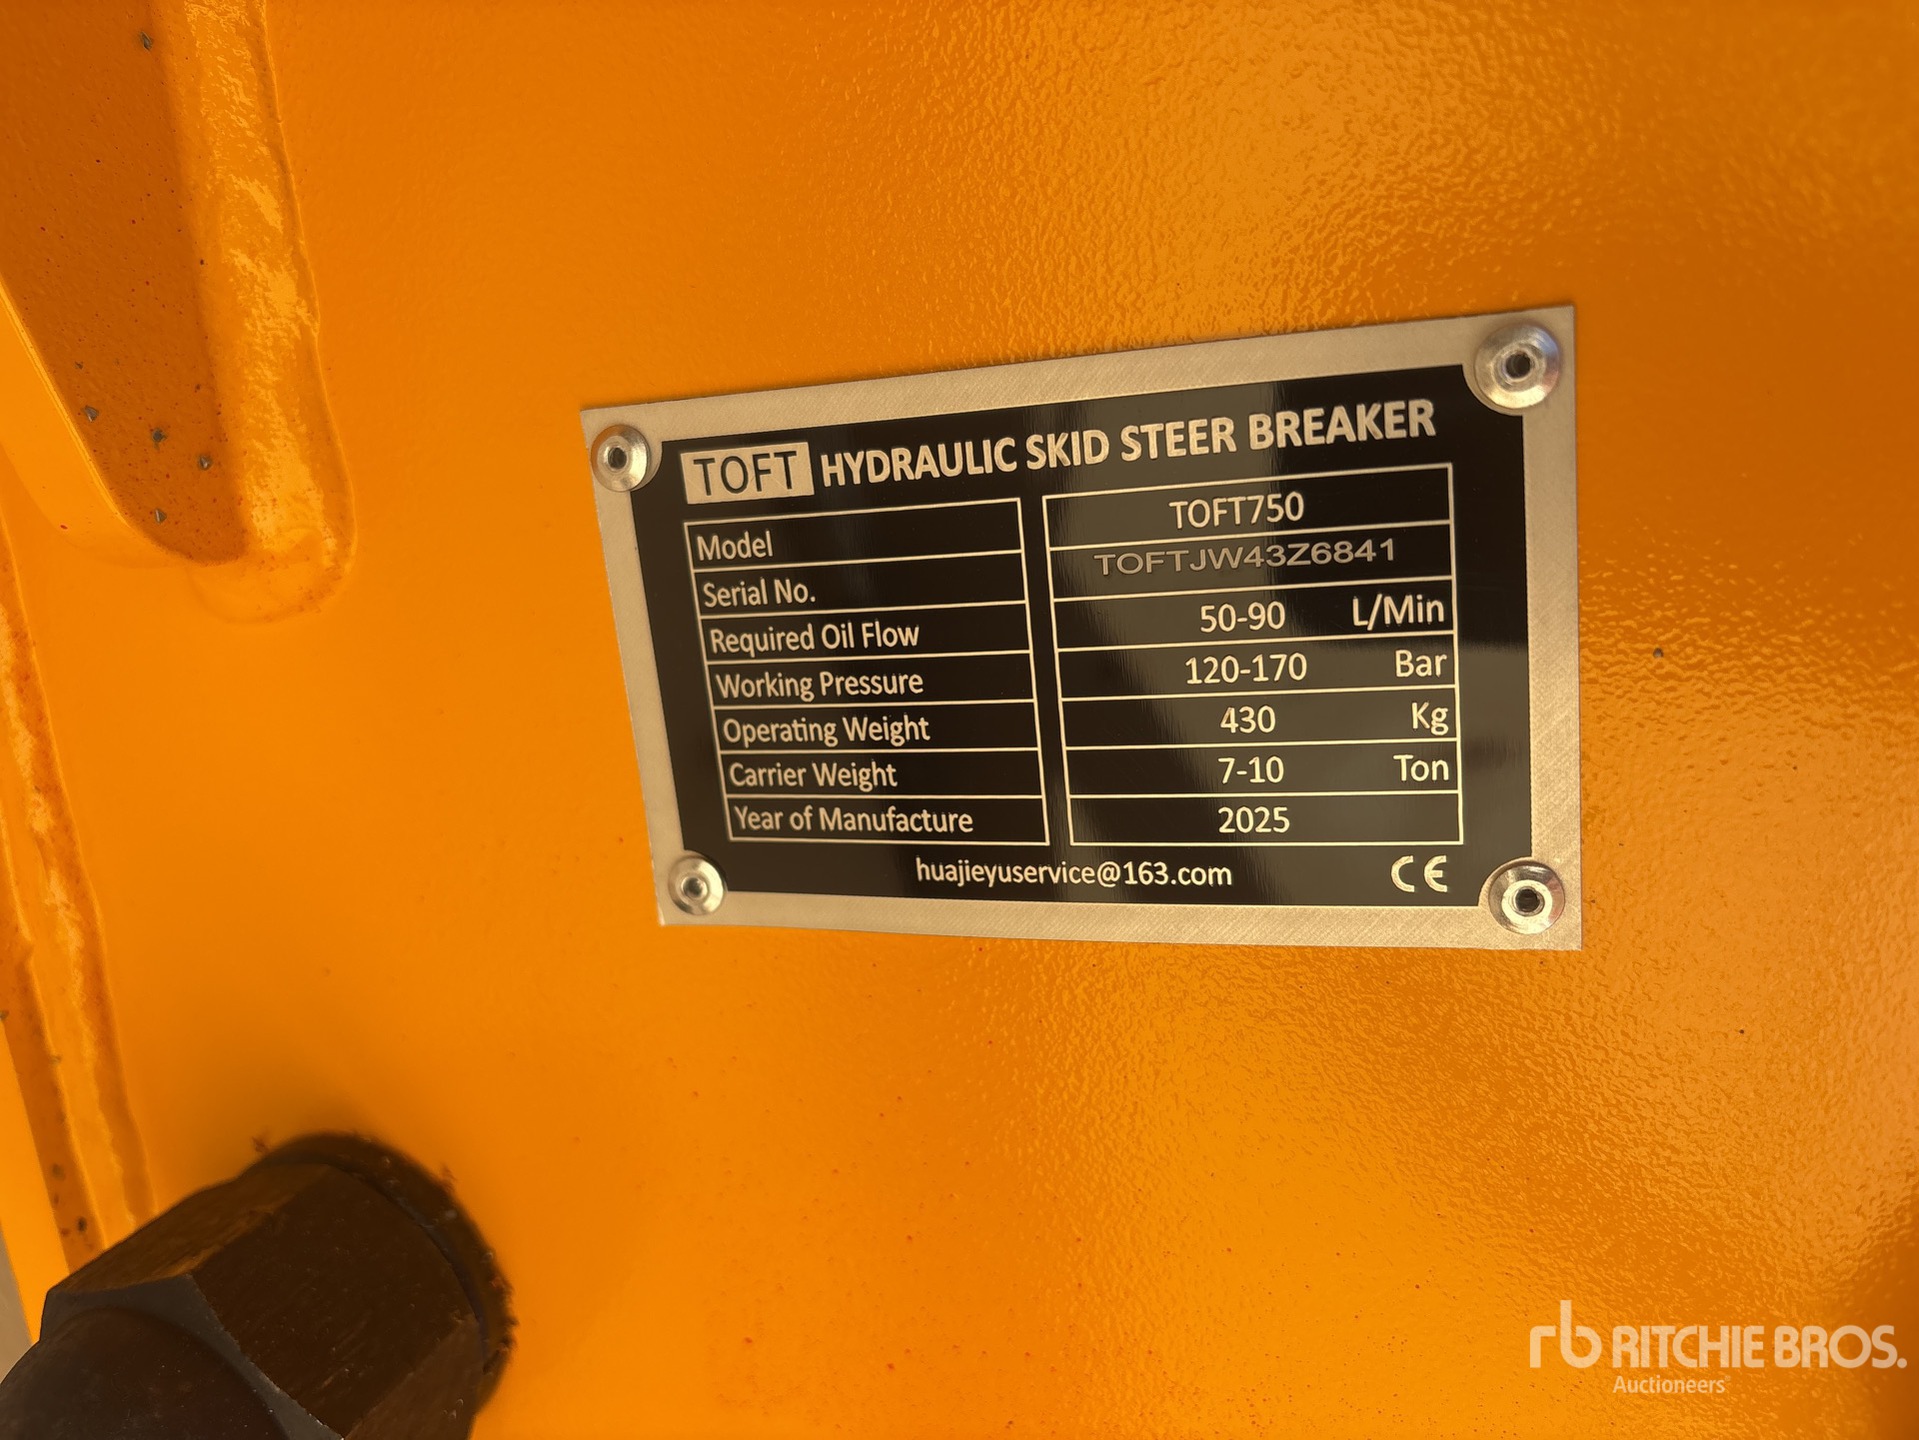 TOFT HYDRAULIC SKID STEER BREAKER
Model TOFT750
Serial No. TOFTJW43Z6841
Required Oil Flow 50-90 L/Min
Working Pressure 120-170 Bar
Operating Weight 430 Kg
Carrier Weight 7-10 Ton
Year of Manufacture 2025
huajieyuservice@163.com CE
rb RITCHIE BROS.
Auctioneers